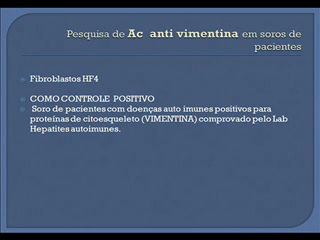 Pesquisa de Ac anti vimentina em soros de
pacientes
Fibroblastos HF4
COMO CONTROLE POSITIVO
Soro de pacientes com doenças auto imunes positivos para
proteínas de citoesqueleto (VIMENTINA) comprovado pelo Lab
Hepatites autoimunes.